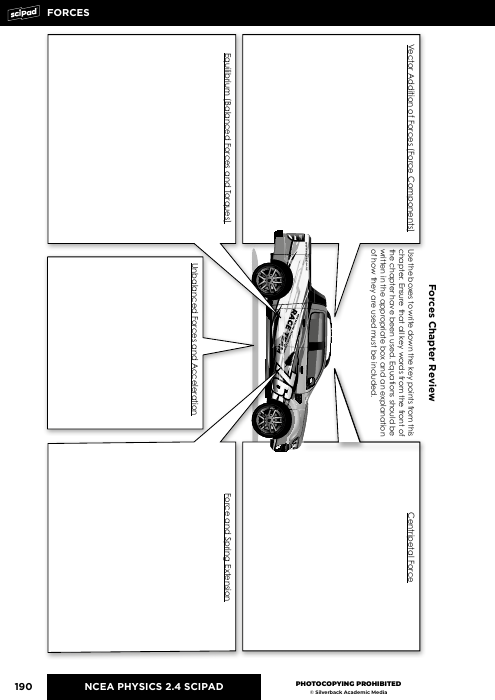 scipad FORCES
Forces Chapter Review
Use the boxes to write down the key points from this
chapter. Ensure that all key words from the front of
the chapter have been used. Equations should be
written in the appropriate box and an explanation
of how they are used must be included.
Vector Addition of Forces (Force Components)
Centripetal Force
Equilibrium (Balanced Forces and Torques)
Force and Spring Extension
Unbalanced Forces and Acceleration
RACE TEAM
76
190
NCEA PHYSICS 2.4 SCIPAD
PHOTOCOPYING PROHIBITED
© Silverback Academic Media